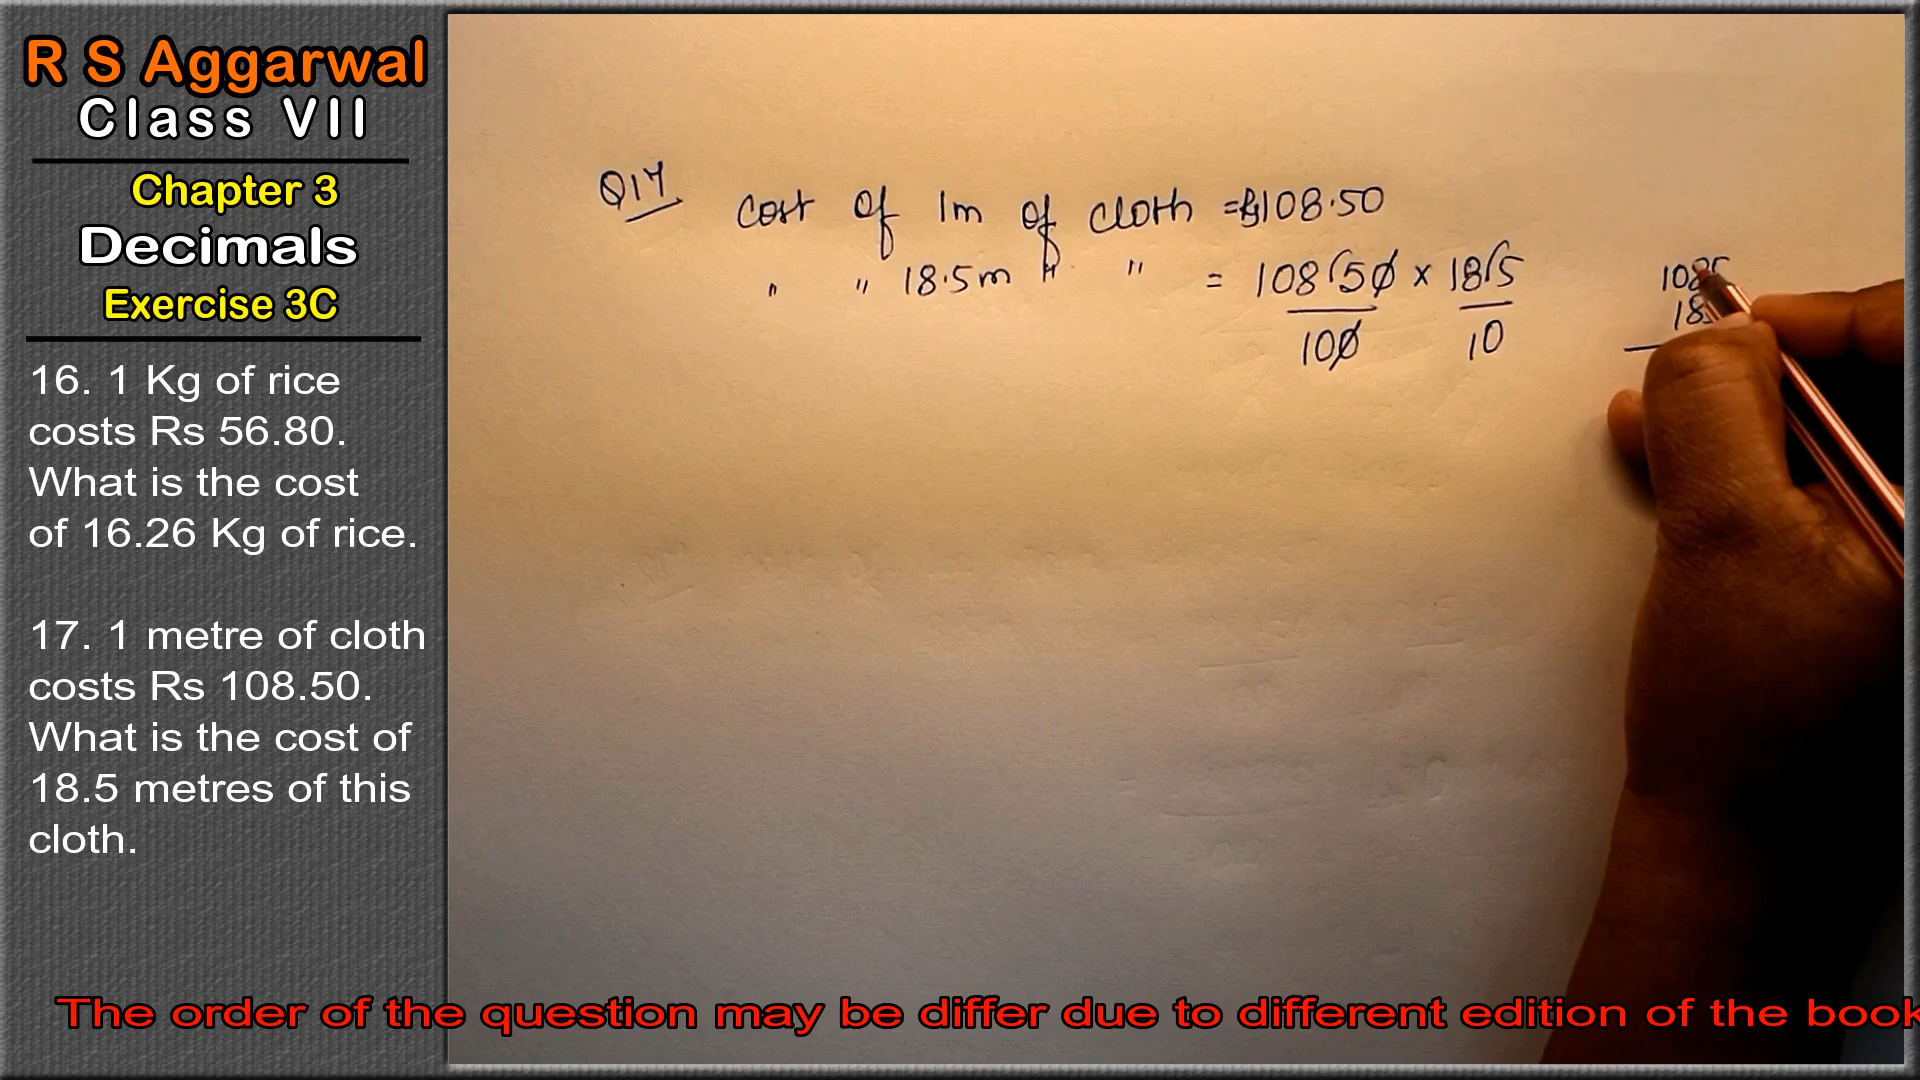 R S Aggarwal
Class VII
Chapter 3
Decimals
Exercise 3C
16. 1 Kg of rice
costs Rs 56.80.
What is the cost
of 16.26 Kg of rice.
17. 1 metre of cloth
costs Rs 108.50.
What is the cost of
18.5 metres of this
cloth.
Q17 Cost of 1m of cloth = Rs 108.50
" " 18.5m " " = 108.50 × 18.5
100 10
1085
18
The order of the question may be differ due to different edition of the book